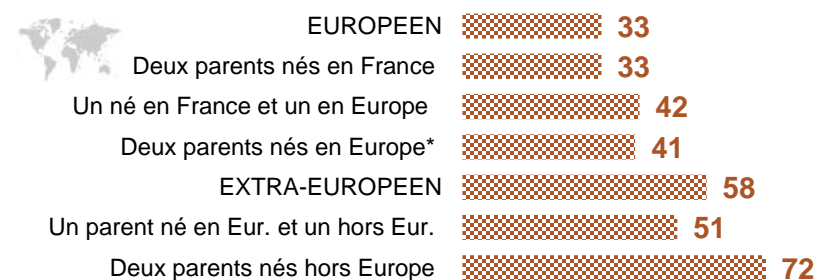 EUROPEEN 33
Deux parents nés en France 33
Un né en France et un en Europe 42
Deux parents nés en Europe* 41
EXTRA-EUROPEEN 58
Un parent né en Eur. et un hors Eur. 51
Deux parents nés hors Europe 72